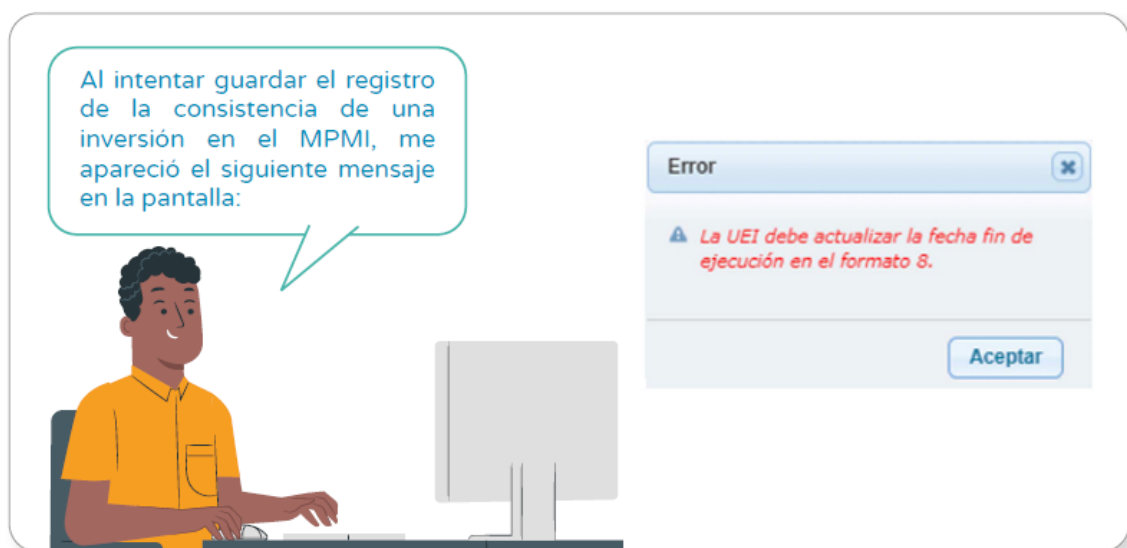 Al intentar guardar el registro
de la consistencia de una
inversión en el MPMI, me
apareció el siguiente mensaje
en la pantalla:
Error
La UEI debe actualizar la fecha fin de
ejecución en el formato 8.
Aceptar